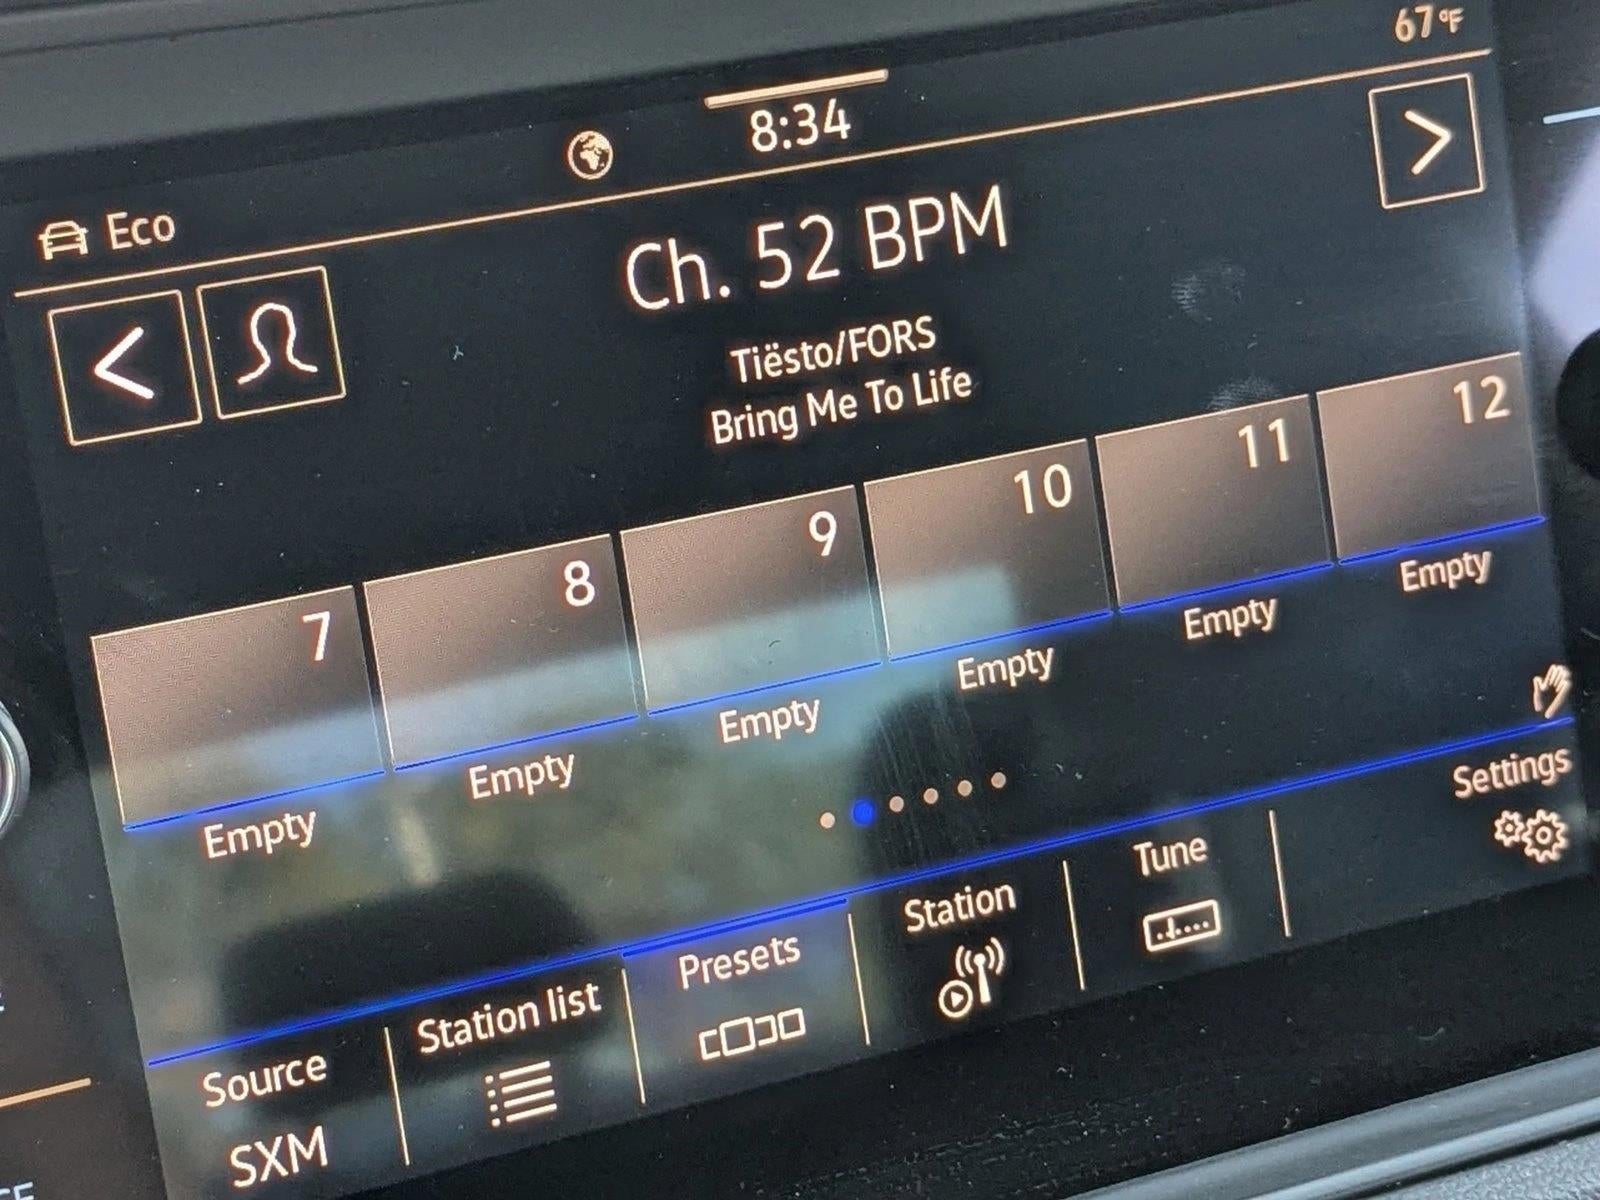 67°F
8:34
Eco
Ch. 52 BPM
Tiësto/FORS
Bring Me To Life
7
8
9
10
11
12
Empty
Empty
Empty
Empty
Empty
Empty
Source
SXM
Station list
Presets
Station
Tune
Settings